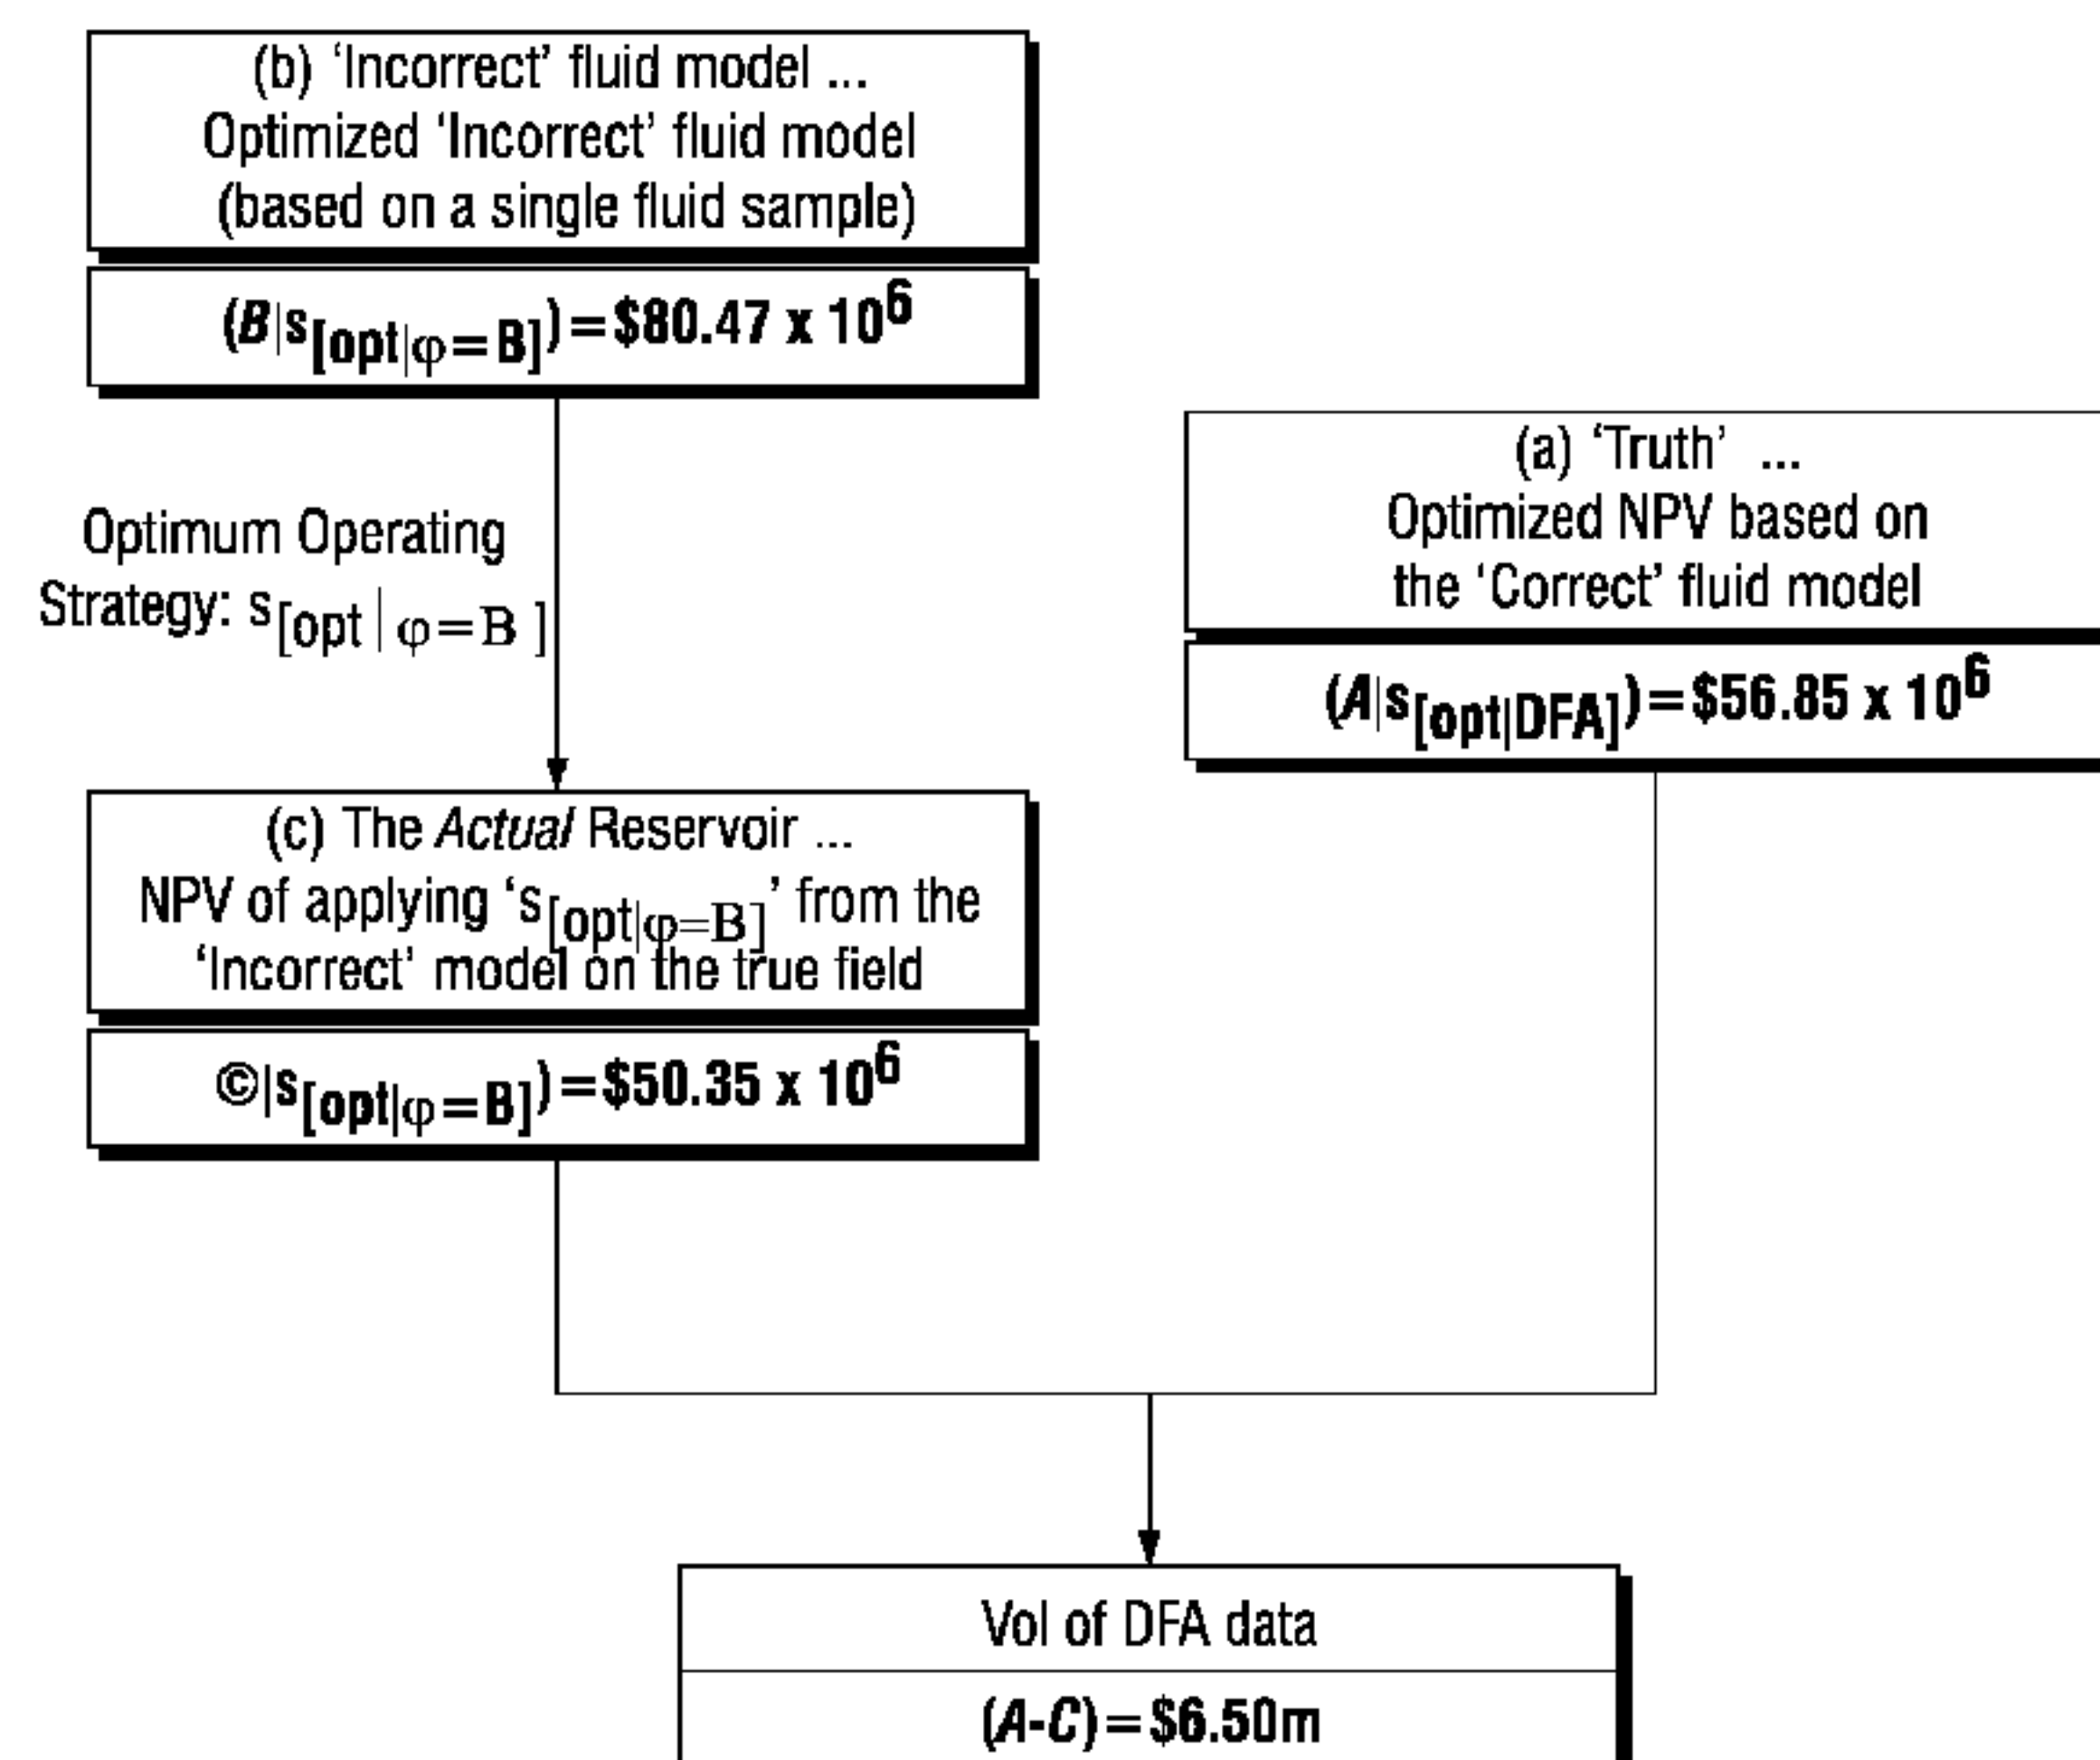 (b) ‘Incorrect’ fluid model ...
Optimized ‘Incorrect’ fluid model
(based on a single fluid sample)
(B|s[opt|φ=B])=$80.47 x 10^6
Optimum Operating
Strategy: s[opt | φ=B ]
(a) ‘Truth’ ...
Optimized NPV based on
the ‘Correct’ fluid model
(A|s[opt|DFA])=$56.85 x 10^6
(c) The Actual Reservoir ...
NPV of applying ‘s[opt|φ=B]’ from the
‘Incorrect’ model on the true field
©|s[opt|φ=B])=$50.35 x 10^6
Vol of DFA data
(A-C)=$6.50m